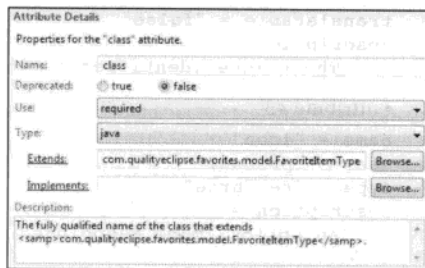 Attribute Details
Properties for the "class" attribute.
Name: class
Deprecated: true false
Use: required
Type: java
Extends: com.qualityeclipse.favorites.model.FavoriteItemType Browse...
Implements: Browse...
Description:
The fully qualified name of the class that extends
<samp>com.qualityeclipse.favorites.model.FavoriteItemType</samp>.